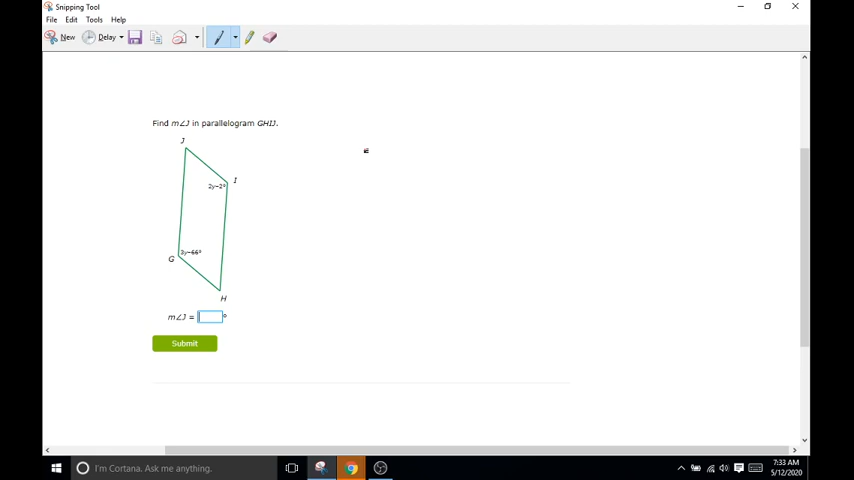 Snipping Tool
File Edit Tools Help
New Delay
Find m∠J in parallelogram GHIJ.
J
I
2y−2°
3y−66°
G
H
m∠J = °
Submit
I'm Cortana. Ask me anything.
7:33 AM
5/12/2020